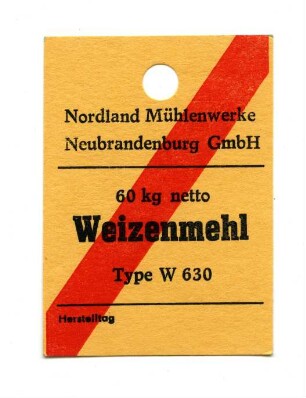 Nordland Mühlenwerke
Neubrandenburg GmbH
60 kg netto
Weizenmehl
Type W 630
Herstelltag